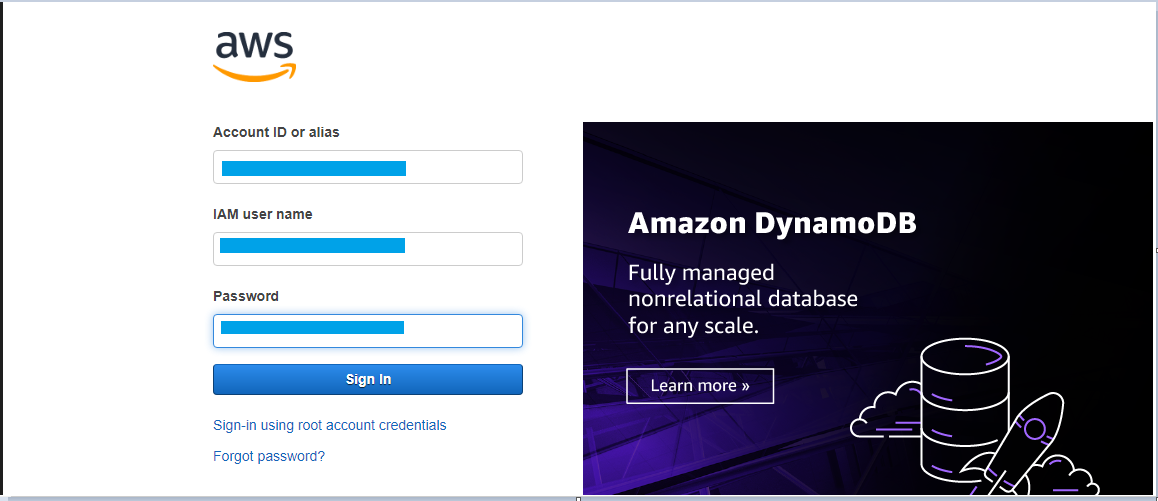 aws
Account ID or alias
IAM user name
Password
Sign In
Sign-in using root account credentials
Forgot password?
Amazon DynamoDB
Fully managed
nonrelational database
for any scale.
Learn more »